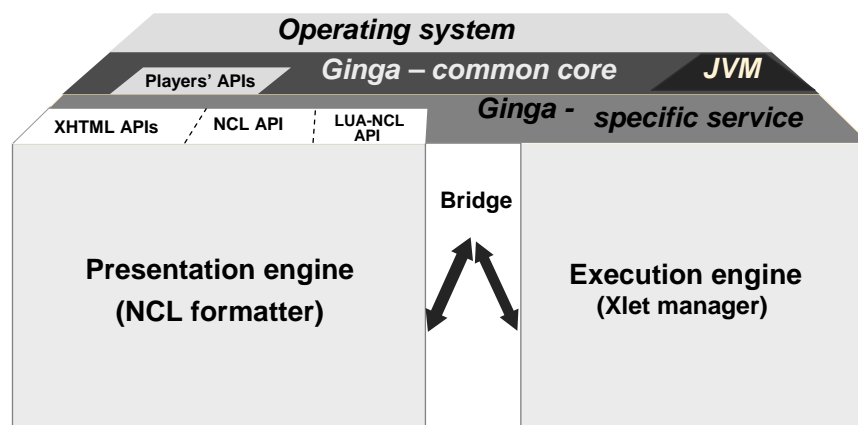 Operating system
Ginga – common core
JVM
Players’ APIs
Ginga - specific service
XHTML APIs
NCL API
LUA-NCL
API
Bridge
Presentation engine
(NCL formatter)
Execution engine
(Xlet manager)